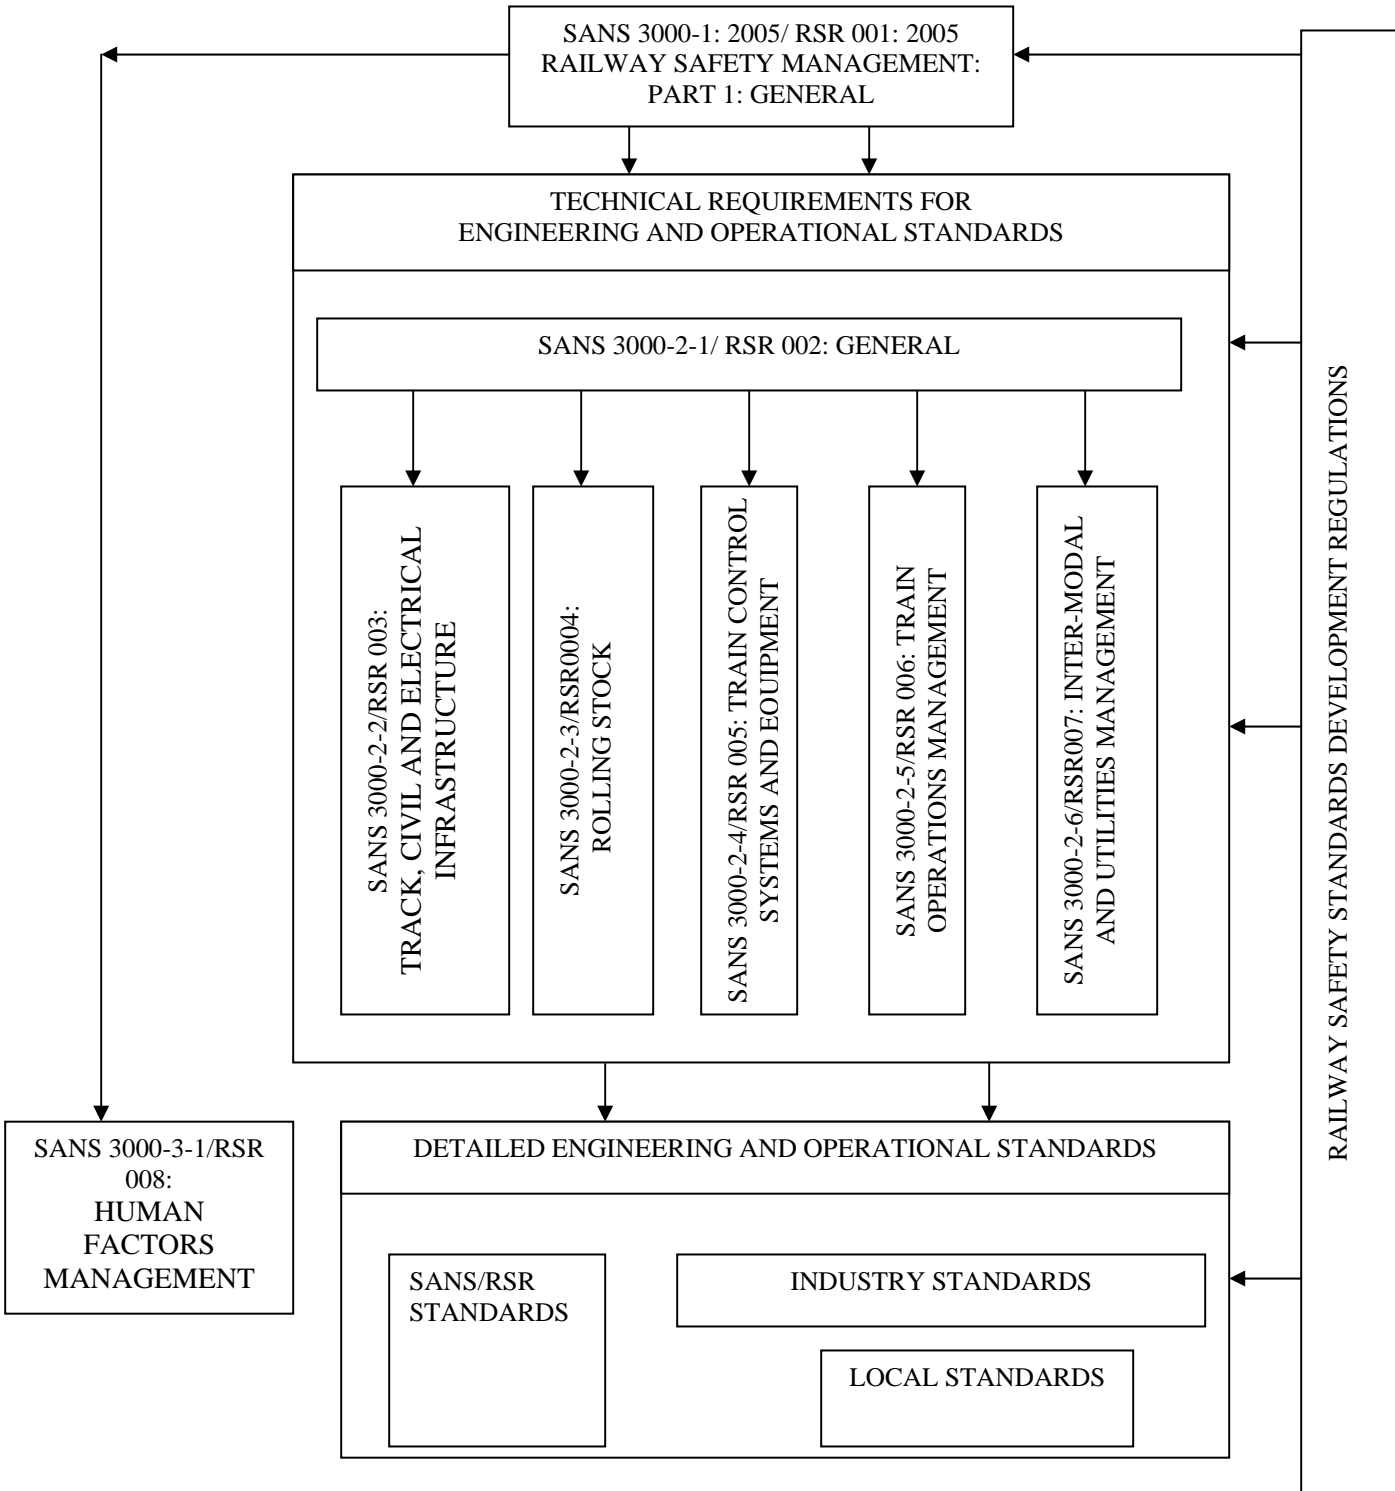 SANS 3000-1: 2005/ RSR 001: 2005
RAILWAY SAFETY MANAGEMENT:
PART 1: GENERAL
TECHNICAL REQUIREMENTS FOR
ENGINEERING AND OPERATIONAL STANDARDS
SANS 3000-2-1/ RSR 002: GENERAL
SANS 3000-2-2/RSR 003:
TRACK, CIVIL AND ELECTRICAL
INFRASTRUCTURE
SANS 3000-2-3/RSR0004:
ROLLING STOCK
SANS 3000-2-4/RSR 005: TRAIN CONTROL
SYSTEMS AND EQUIPMENT
SANS 3000-2-5/RSR 006: TRAIN
OPERATIONS MANAGEMENT
SANS 3000-2-6/RSR007: INTER-MODAL
AND UTILITIES MANAGEMENT
RAILWAY SAFETY STANDARDS DEVELOPMENT REGULATIONS
SANS 3000-3-1/RSR
008:
HUMAN
FACTORS
MANAGEMENT
DETAILED ENGINEERING AND OPERATIONAL STANDARDS
SANS/RSR
STANDARDS
INDUSTRY STANDARDS
LOCAL STANDARDS